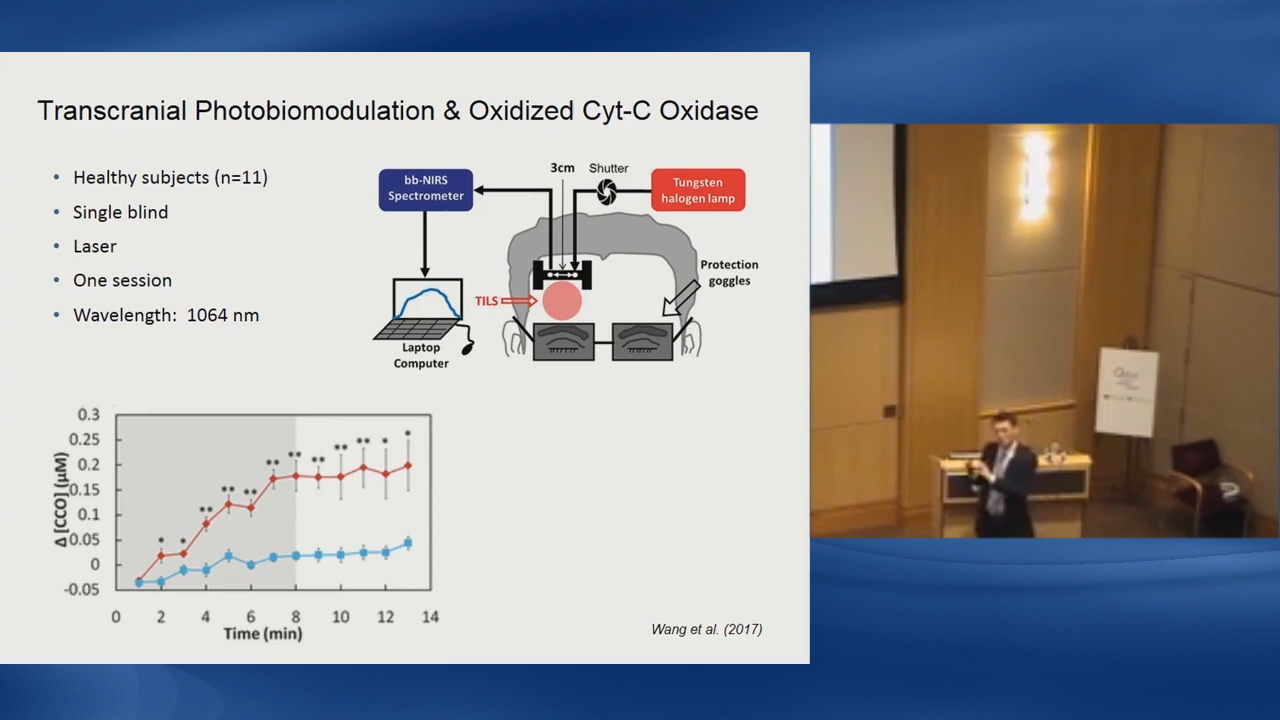 Transcranial Photobiomodulation & Oxidized Cyt-C Oxidase
• Healthy subjects (n=11)
• Single blind
• Laser
• One session
• Wavelength: 1064 nm
bb-NIRS
Spectrometer
3cm
Shutter
Tungsten
halogen lamp
Protection
goggles
TILS
Laptop
Computer
Δ [CCO] (µM)
0.3
0.25
0.2
0.15
0.1
0.05
0
-0.05
* * ** ** ** ** ** ** ** ** * *
0 2 4 6 8 10 12 14
Time (min)
Wang et al. (2017)